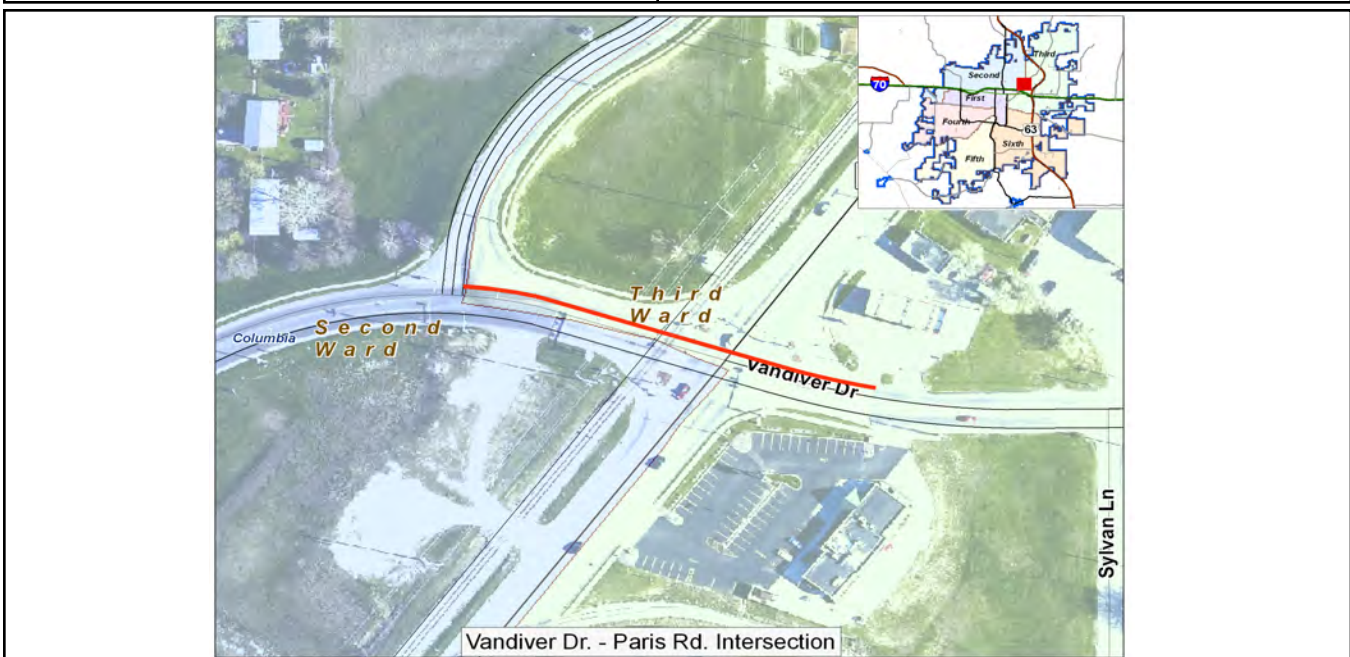 Third
Second
70
First
Fourth
63
Sixth
Fifth
Third
Ward
Columbia
Second
Ward
Vandiver Dr
Sylvan Ln
Vandiver Dr. - Paris Rd. Intersection